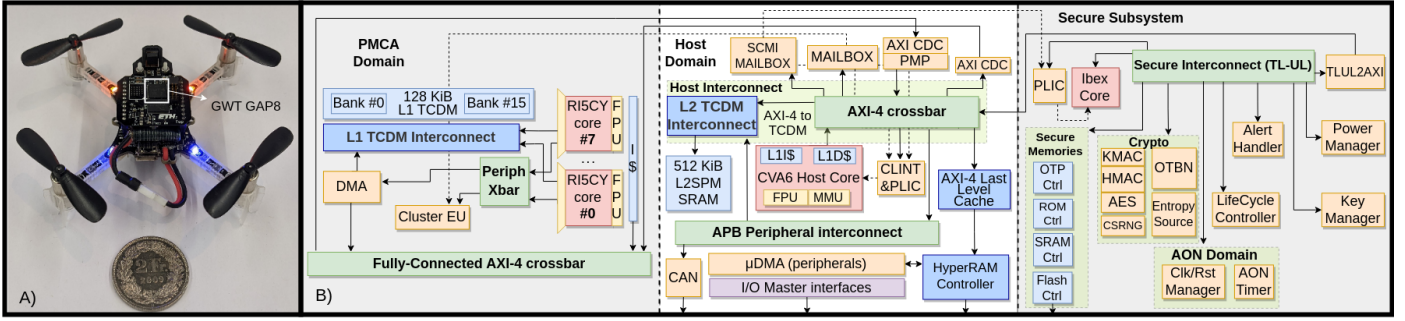 GWT GAP8
ETH
2 Fr.
2009
A)
PMCA
Domain
Bank #0
128 KiB
L1 TCDM
Bank #15
L1 TCDM Interconnect
DMA
Periph
Xbar
Cluster EU
RI5CY
core
#7
FPU
...
RI5CY
core
#0
FPU
I$
Fully-Connected AXI-4 crossbar
B)
Host
Domain
SCMI
MAILBOX
MAILBOX
AXI CDC
PMP
AXI CDC
Host Interconnect
L2 TCDM
Interconnect
AXI-4 to
TCDM
AXI-4 crossbar
512 KiB
L2SPM
SRAM
L1I$
L1D$
CVA6 Host Core
FPU
MMU
CLINT
&PLIC
AXI-4 Last
Level
Cache
APB Peripheral interconnect
CAN
μDMA (peripherals)
I/O Master interfaces
HyperRAM
Controller
Secure Subsystem
PLIC
Ibex
Core
Secure Interconnect (TL-UL)
TLUL2AXI
Secure
Memories
OTP
Ctrl
ROM
Ctrl
SRAM
Ctrl
Flash
Ctrl
Crypto
KMAC
HMAC
AES
CSRNG
OTBN
Entropy
Source
Alert
Handler
Power
Manager
LifeCycle
Controller
Key
Manager
AON Domain
Clk/Rst
Manager
AON
Timer